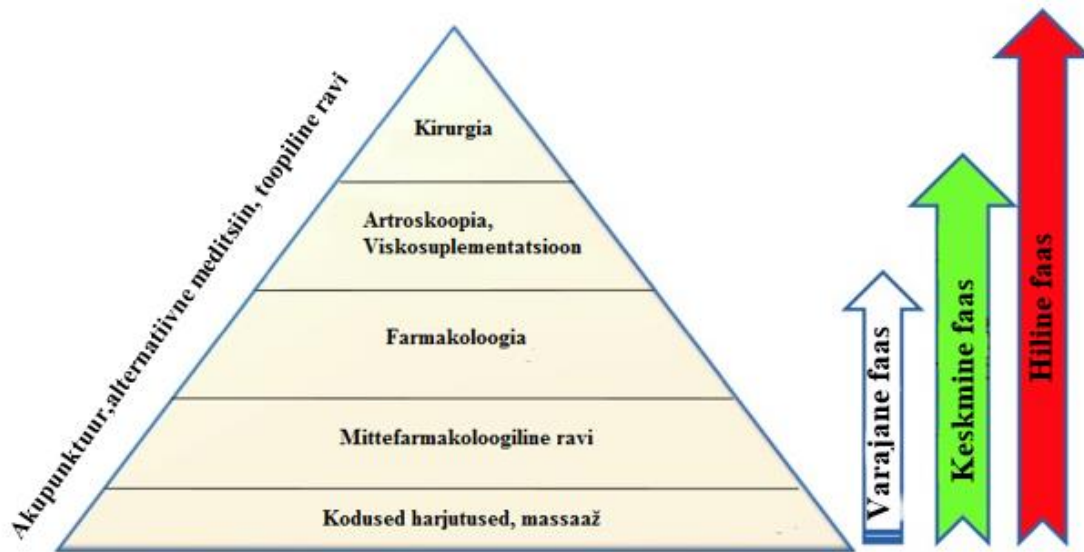 Akupunktuur,alternatiivne meditsiin, toopiline ravi
Kirurgia
Artroskoopia,
Viskosuplementatsioon
Farmakoloogia
Mittefarmakoloogiline ravi
Kodused harjutused, massaaž
Varajane faas
Keskmine faas
Hiline faas